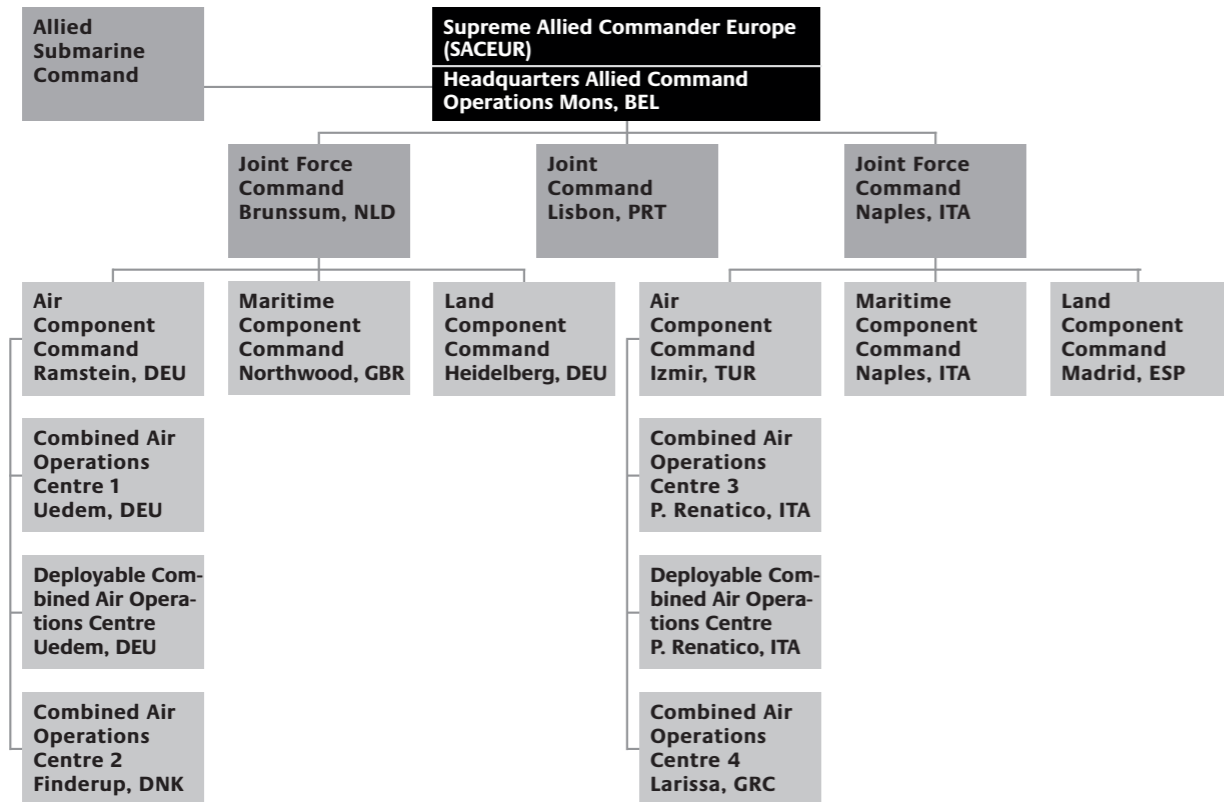 Allied
Submarine
Command
Supreme Allied Commander Europe
(SACEUR)
Headquarters Allied Command
Operations Mons, BEL
Joint Force
Command
Brunssum, NLD
Joint
Command
Lisbon, PRT
Joint Force
Command
Naples, ITA
Air
Component
Command
Ramstein, DEU
Maritime
Component
Command
Northwood, GBR
Land
Component
Command
Heidelberg, DEU
Air
Component
Command
Izmir, TUR
Maritime
Component
Command
Naples, ITA
Land
Component
Command
Madrid, ESP
Combined Air
Operations
Centre 1
Uedem, DEU
Combined Air
Operations
Centre 3
P. Renatico, ITA
Deployable Com-
bined Air Opera-
tions Centre
Uedem, DEU
Deployable Com-
bined Air Opera-
tions Centre
P. Renatico, ITA
Combined Air
Operations
Centre 2
Finderup, DNK
Combined Air
Operations
Centre 4
Larissa, GRC